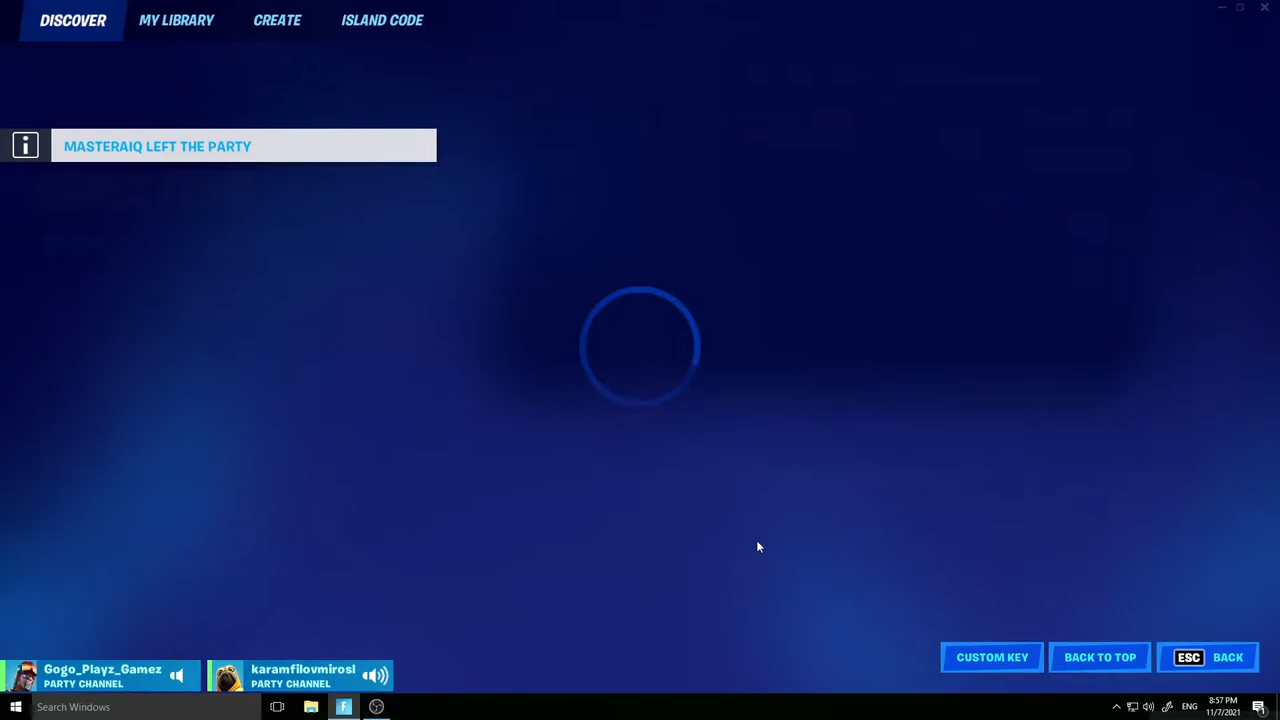 DISCOVER
MY LIBRARY
CREATE
ISLAND CODE
MASTERAIQ LEFT THE PARTY
CUSTOM KEY
BACK TO TOP
ESC BACK
Gogo_Playz_Gamez
PARTY CHANNEL
karamfilovmirosl
PARTY CHANNEL
Search Windows
ENG
8:57 PM
11/7/2021